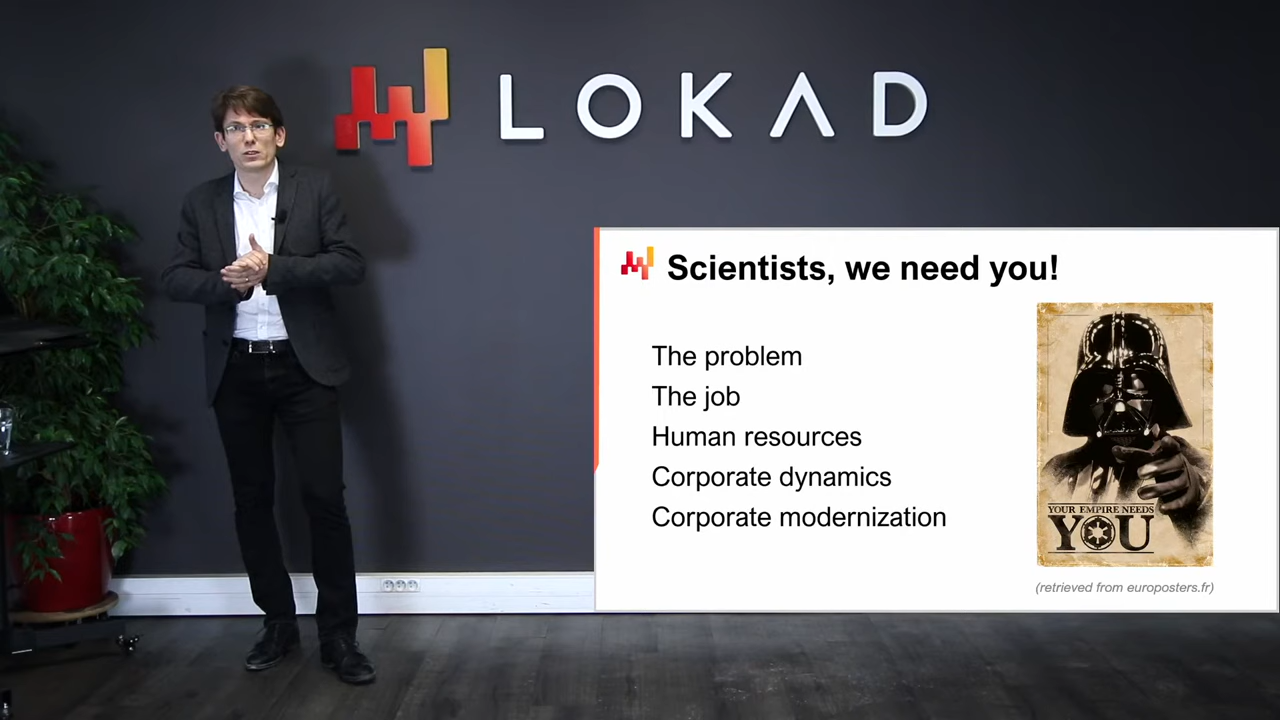 LOKAD
Scientists, we need you!
The problem
The job
Human resources
Corporate dynamics
Corporate modernization
YOUR EMPIRE NEEDS
YOU
(retrieved from europosters.fr)